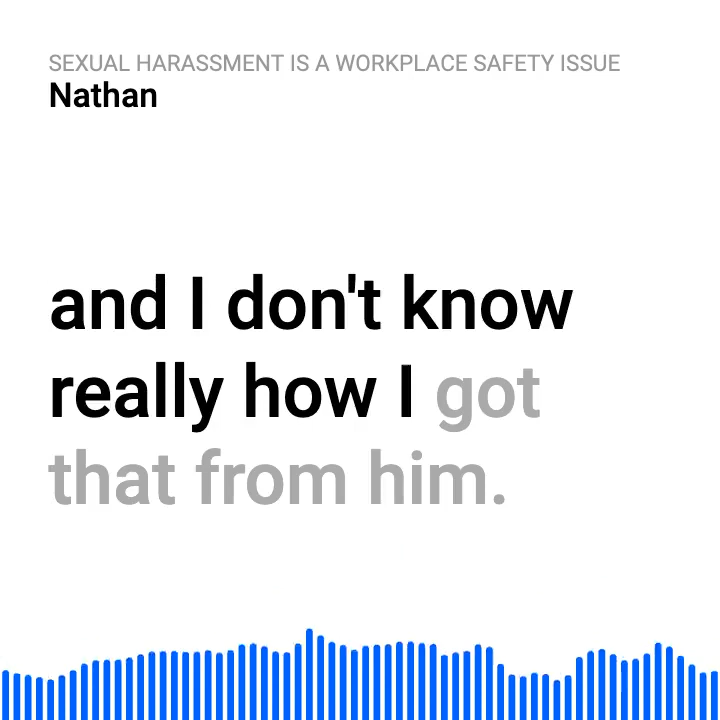 SEXUAL HARASSMENT IS A WORKPLACE SAFETY ISSUE
Nathan
and I don't know
really how I got
that from him.